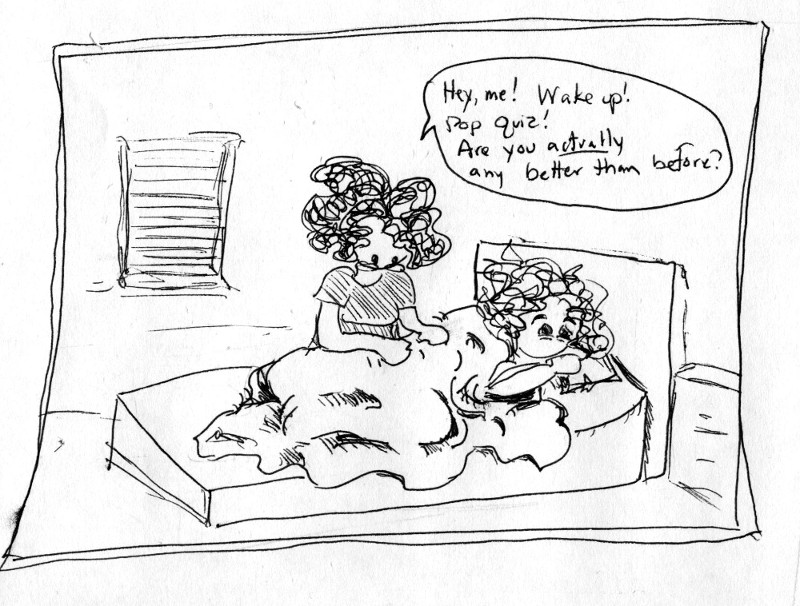 Hey, me! Wake up!
Pop quiz!
Are you actually
any better than before?